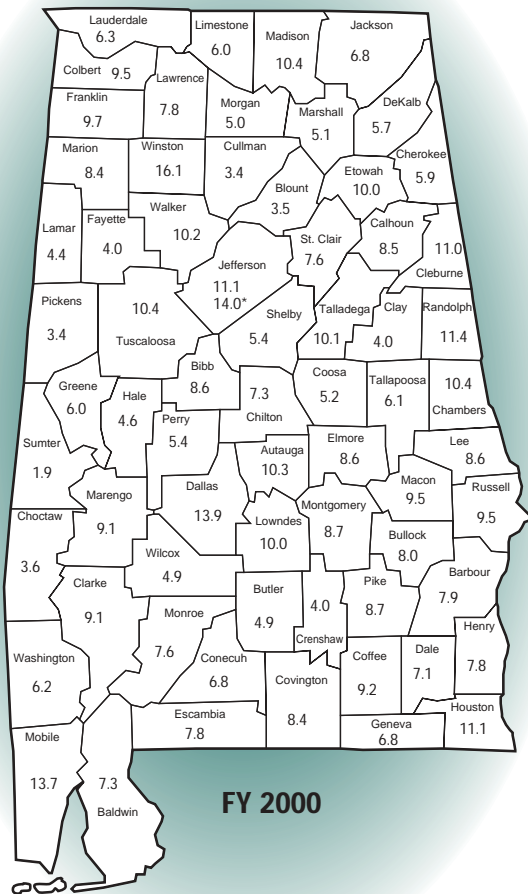 Lauderdale
6.3
Limestone
6.0
Madison
10.4
Jackson
6.8
Colbert 9.5
Lawrence
7.8
Franklin
9.7
Morgan
5.0
Marshall
5.1
DeKalb
5.7
Marion
8.4
Winston
16.1
Cullman
3.4
Cherokee
5.9
Etowah
10.0
Blount
3.5
Lamar
4.4
Fayette
4.0
Walker
10.2
St. Clair
7.6
Calhoun
8.5
11.0
Cleburne
Jefferson
11.1
14.0*
Pickens
3.4
10.4
Tuscaloosa
Shelby
5.4
Talladega
10.1
Clay
4.0
Randolph
11.4
Bibb
8.6
Greene
6.0
Hale
4.6
7.3
Chilton
Coosa
5.2
Tallapoosa
6.1
10.4
Chambers
Perry
5.4
Sumter
1.9
Autauga
10.3
Elmore
8.6
Lee
8.6
Macon
9.5
Russell
9.5
Marengo
9.1
Dallas
13.9
Lowndes
10.0
Montgomery
8.7
Choctaw
3.6
Bullock
8.0
Wilcox
4.9
Clarke
9.1
Butler
4.9
4.0
Crenshaw
Pike
8.7
Barbour
7.9
Monroe
7.6
Henry
7.8
Washington
6.2
Conecuh
6.8
Covington
8.4
Coffee
9.2
Dale
7.1
Escambia
7.8
Geneva
6.8
Houston
11.1
Mobile
13.7
7.3
Baldwin
FY 2000